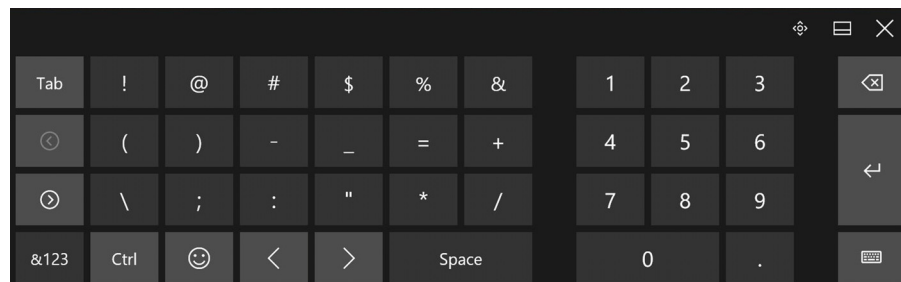 Tab ! @ # $ % & 1 2 3
( ) - _ = + 4 5 6
\ ; : " * / 7 8 9
&123 Ctrl < > Space 0 .